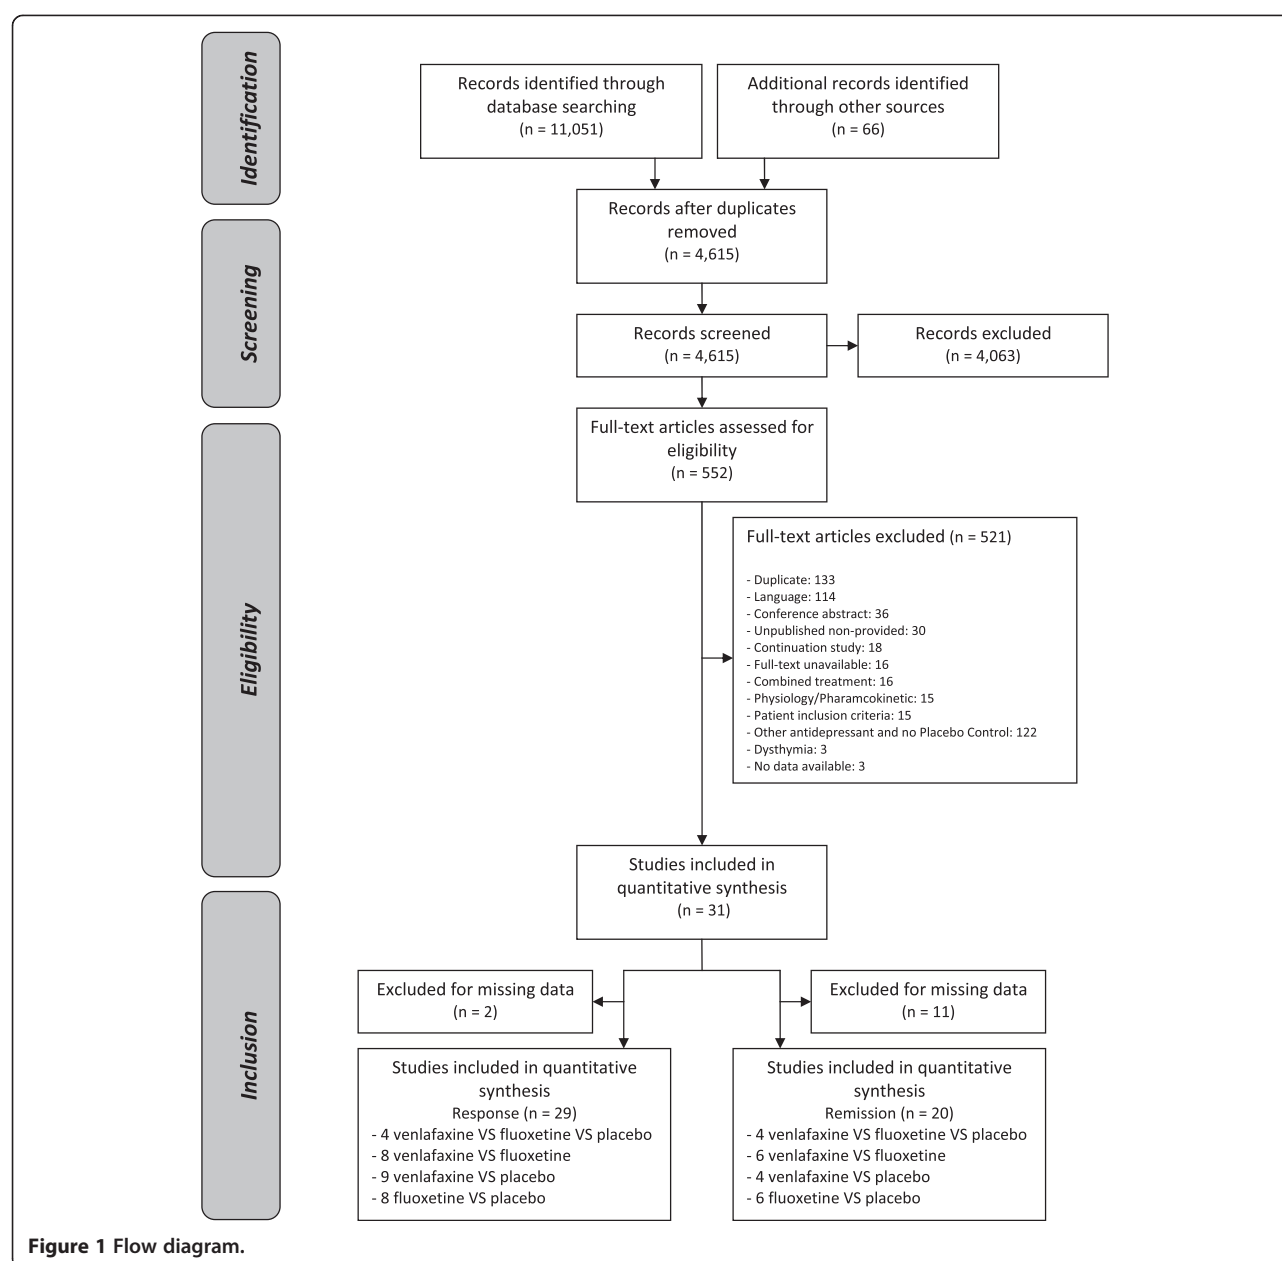 Identification
Records identified through
database searching
(n = 11,051)
Additional records identified
through other sources
(n = 66)
Records after duplicates
removed
(n = 4,615)
Screening
Records screened
(n = 4,615)
Records excluded
(n = 4,063)
Eligibility
Full-text articles assessed for
eligibility
(n = 552)
Full-text articles excluded (n = 521)
- Duplicate: 133
- Language: 114
- Conference abstract: 36
- Unpublished non-provided: 30
- Continuation study: 18
- Full-text unavailable: 16
- Combined treatment: 16
- Physiology/Pharamcokinetic: 15
- Patient inclusion criteria: 15
- Other antidepressant and no Placebo Control: 122
- Dysthymia: 3
- No data available: 3
Studies included in
quantitative synthesis
(n = 31)
Inclusion
Excluded for missing data
(n = 2)
Excluded for missing data
(n = 11)
Studies included in quantitative
synthesis
Response (n = 29)
- 4 venlafaxine VS fluoxetine VS placebo
- 8 venlafaxine VS fluoxetine
- 9 venlafaxine VS placebo
- 8 fluoxetine VS placebo
Studies included in quantitative
synthesis
Remission (n = 20)
- 4 venlafaxine VS fluoxetine VS placebo
- 6 venlafaxine VS fluoxetine
- 4 venlafaxine VS placebo
- 6 fluoxetine VS placebo
Figure 1 Flow diagram.